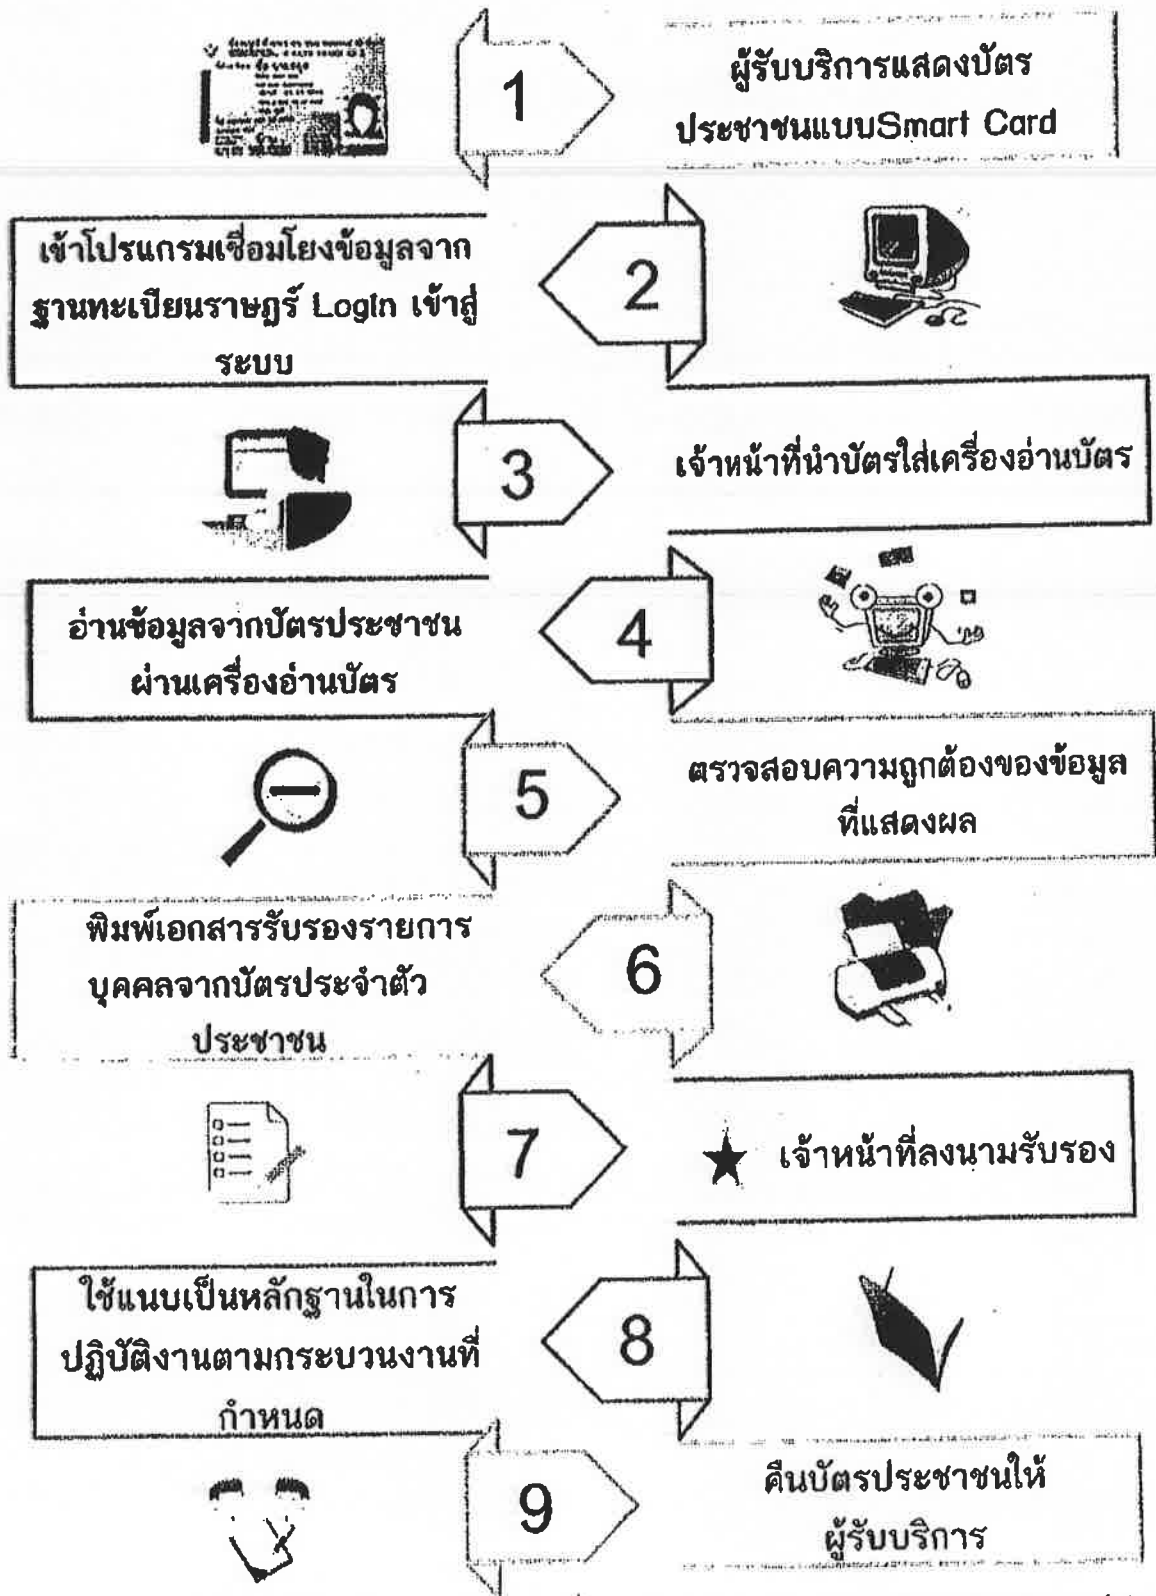 1
ผู้รับบริการแสดงบัตร
ประชาชนแบบSmart Card
เข้าโปรแกรมเชื่อมโยงข้อมูลจาก
ฐานทะเบียนราษฎร์ LogIn เข้าสู่
ระบบ
2
3
เจ้าหน้าที่นำบัตรใส่เครื่องอ่านบัตร
อ่านข้อมูลจากบัตรประชาชน
ผ่านเครื่องอ่านบัตร
4
5
ตรวจสอบความถูกต้องของข้อมูล
ที่แสดงผล
พิมพ์เอกสารรับรองรายการ
บุคคลจากบัตรประจำตัว
ประชาชน
6
7
เจ้าหน้าที่ลงนามรับรอง
ใช้แนบเป็นหลักฐานในการ
ปฏิบัติงานตามกระบวนงานที่
กำหนด
8
9
คืนบัตรประชาชนให้
ผู้รับบริการ